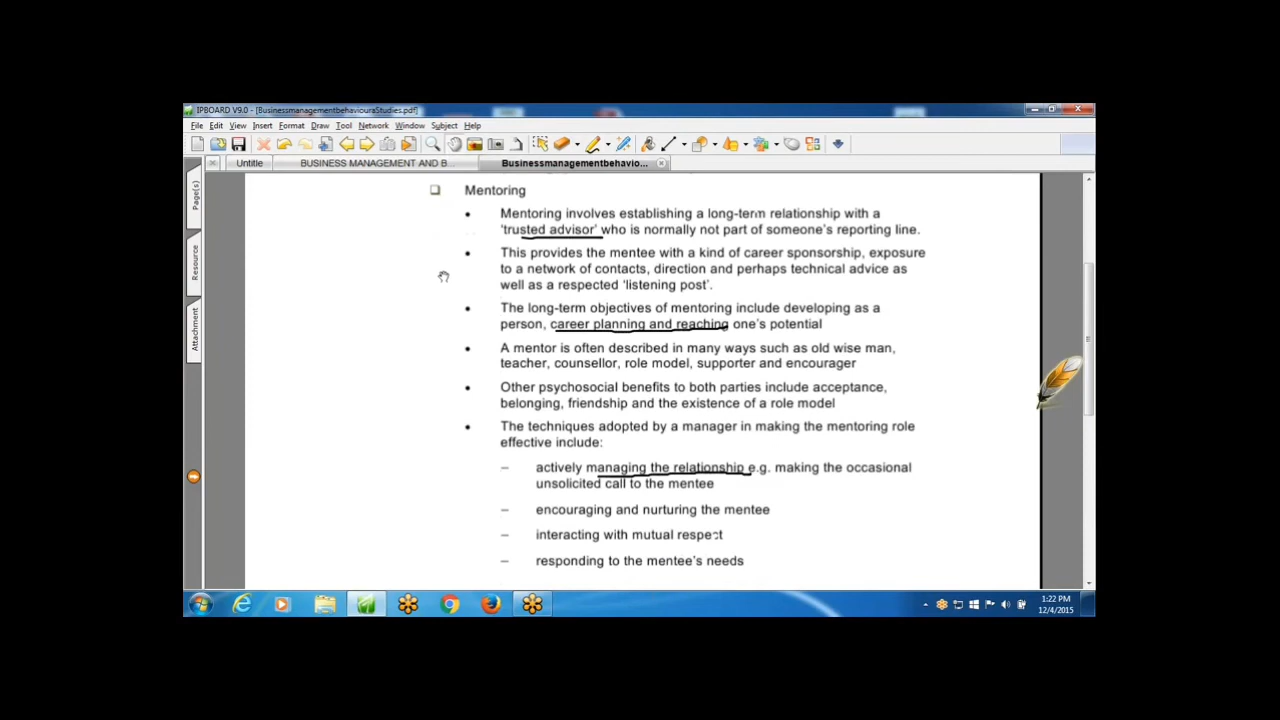 IPBOARD V9.0 - [BusinessmanagementbehaviouraStudies.pdf]
File Edit View Insert Format Draw Tool Network Window Subject Help
Untitle BUSINESS MANAGEMENT AND B... Businessmanagementbehavio...
Page(s)
Resource
Attachment
Mentoring
• Mentoring involves establishing a long-term relationship with a
'trusted advisor' who is normally not part of someone's reporting line.
• This provides the mentee with a kind of career sponsorship, exposure
to a network of contacts, direction and perhaps technical advice as
well as a respected 'listening post'.
• The long-term objectives of mentoring include developing as a
person, career planning and reaching one's potential
• A mentor is often described in many ways such as old wise man,
teacher, counsellor, role model, supporter and encourager
• Other psychosocial benefits to both parties include acceptance,
belonging, friendship and the existence of a role model
• The techniques adopted by a manager in making the mentoring role
effective include:
– actively managing the relationship e.g. making the occasional
unsolicited call to the mentee
– encouraging and nurturing the mentee
– interacting with mutual respect
– responding to the mentee's needs
1:22 PM
12/4/2015